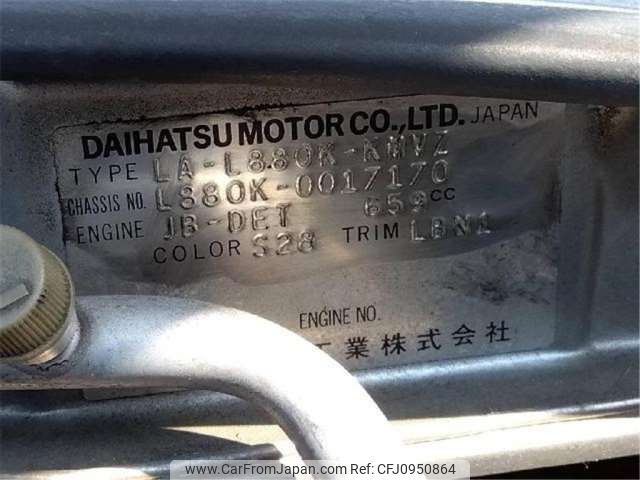 DAIHATSU MOTOR CO.,LTD. JAPAN
TYPE LA-L880K-KMVZ
CHASSIS NO. L880K-0017170
ENGINE JB-DET 659CC
COLOR S28 TRIM LBN1
ENGINE NO.
工業株式会社
www.CarFromJapan.com - Ref:CFJ0950864